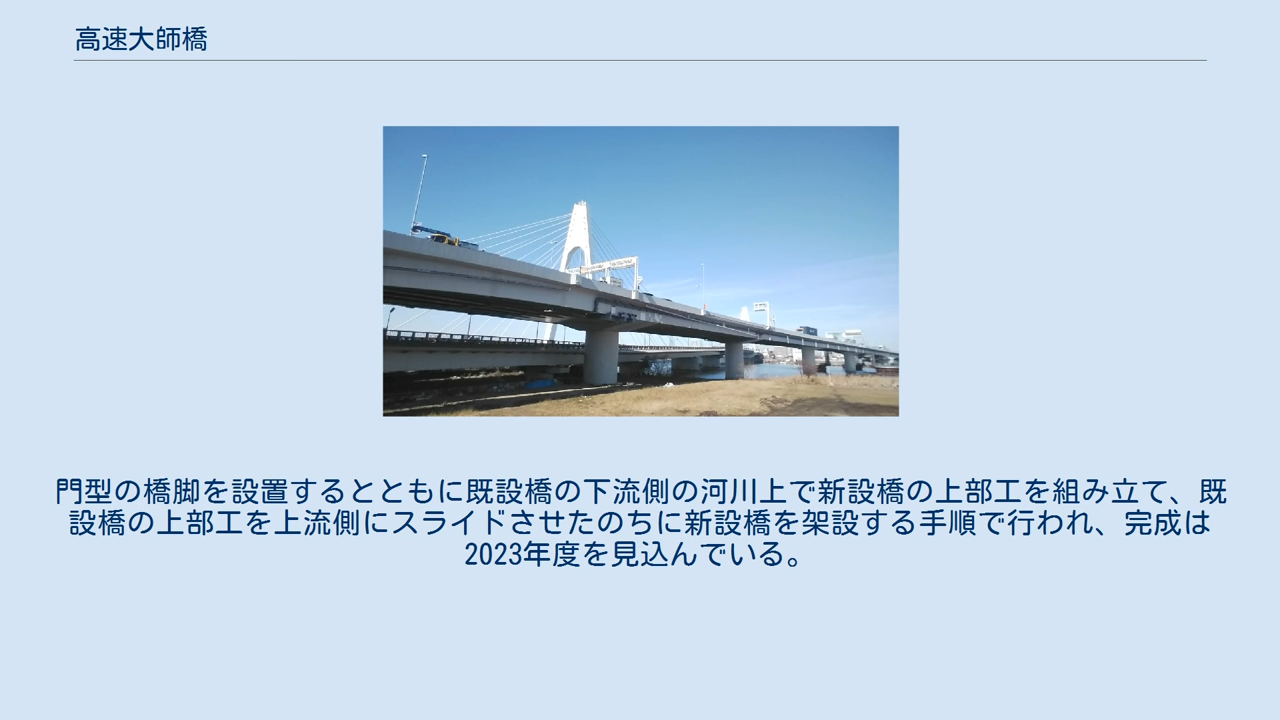 高速大師橋
門型の橋脚を設置するとともに既設橋の下流側の河川上で新設橋の上部工を組み立て、既
設橋の上部工を上流側にスライドさせたのちに新設橋を架設する手順で行われ、完成は
2023年度を見込んでいる。